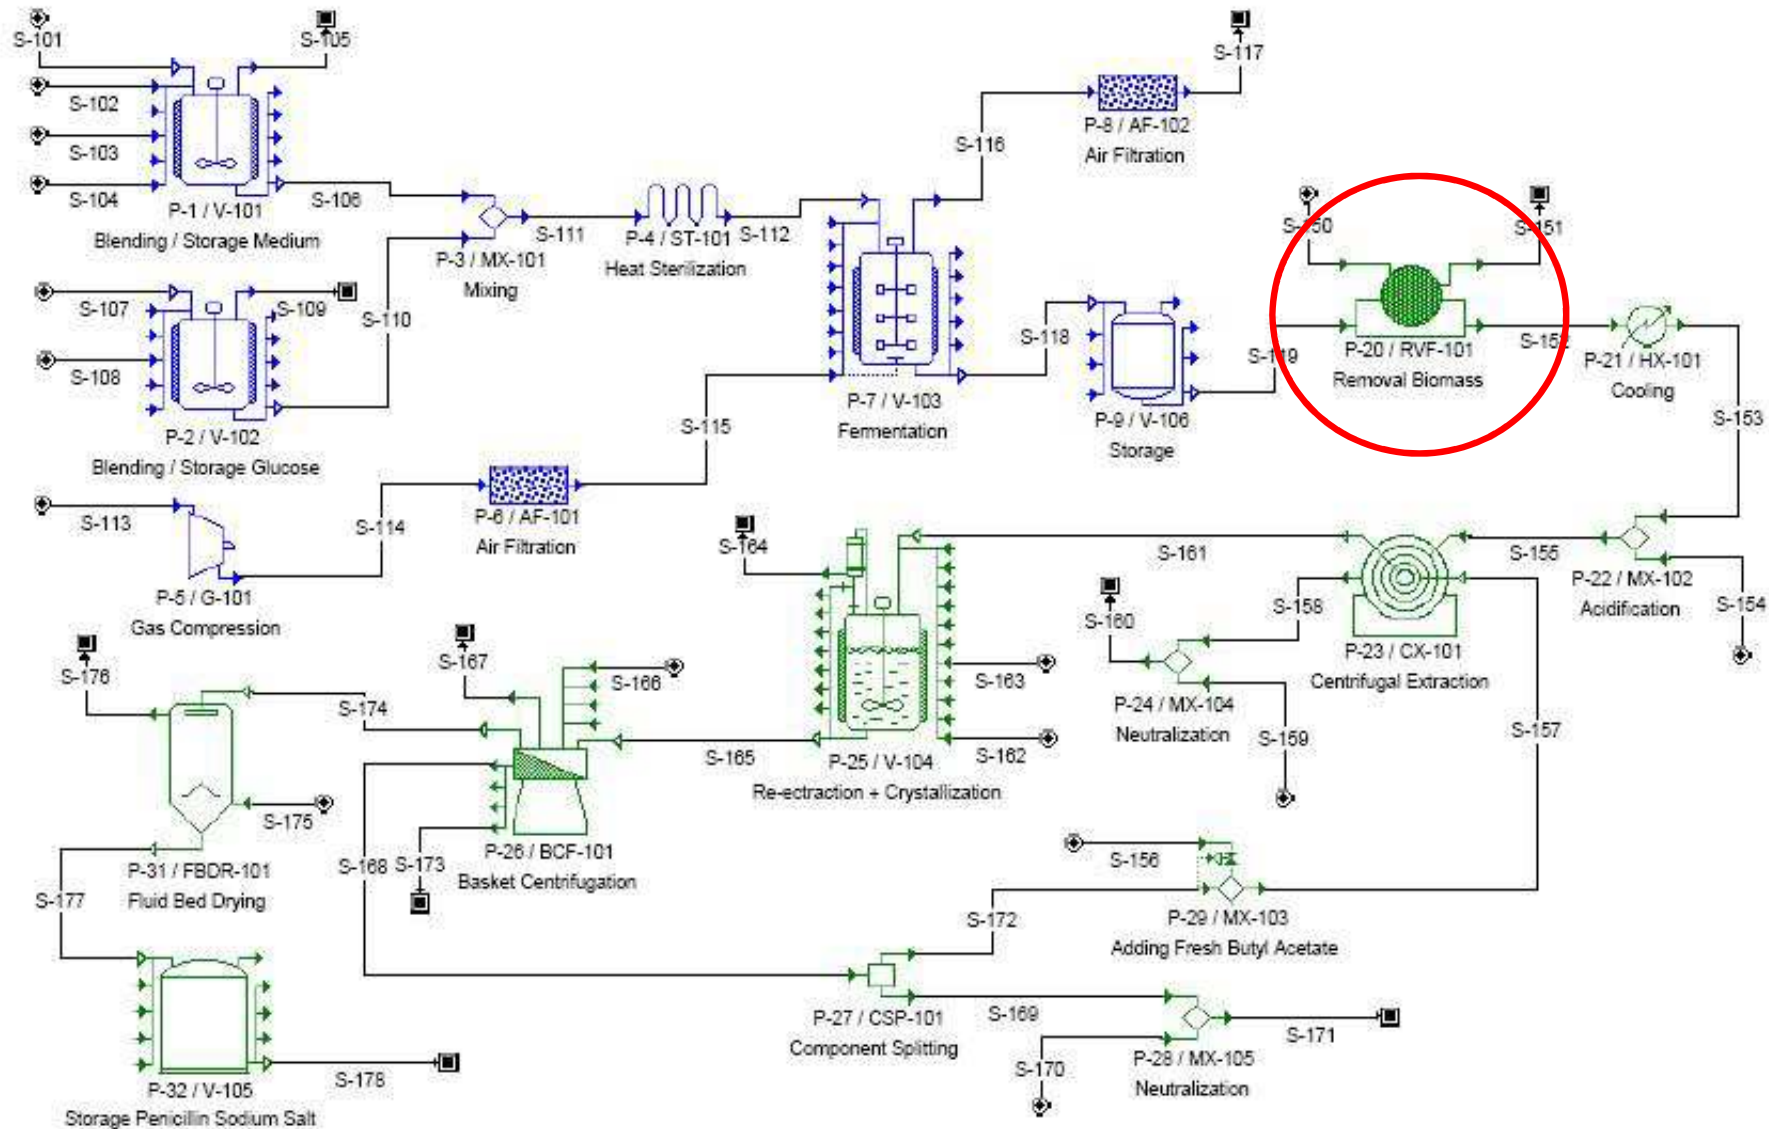 S-101
S-105
S-102
S-103
S-104
S-106
P-1 / V-101
Blending / Storage Medium
S-107
S-109
S-108
S-110
P-2 / V-102
Blending / Storage Glucose
P-3 / MX-101
Mixing
S-111
P-4 / ST-101
Heat Sterilization
S-112
S-113
S-114
P-5 / G-101
Gas Compression
P-6 / AF-101
Air Filtration
S-115
S-116
S-117
P-8 / AF-102
Air Filtration
P-7 / V-103
Fermentation
S-118
P-9 / V-106
Storage
S-119
S-150
S-151
P-20 / RVF-101
Removal Biomass
S-152
P-21 / HX-101
Cooling
S-153
S-154
P-22 / MX-102
Acidification
S-155
P-23 / CX-101
Centrifugal Extraction
S-161
S-158
S-157
S-160
P-24 / MX-104
Neutralization
S-159
S-164
S-163
S-162
P-25 / V-104
Re-ectraction + Crystallization
S-165
S-167
S-166
P-26 / BCF-101
Basket Centrifugation
S-168
S-173
S-174
S-176
S-175
P-31 / FBDR-101
Fluid Bed Drying
S-177
P-32 / V-105
Storage Penicillin Sodium Salt
S-178
S-156
P-29 / MX-103
Adding Fresh Butyl Acetate
S-172
P-27 / CSP-101
Component Splitting
S-169
S-170
P-28 / MX-105
Neutralization
S-171